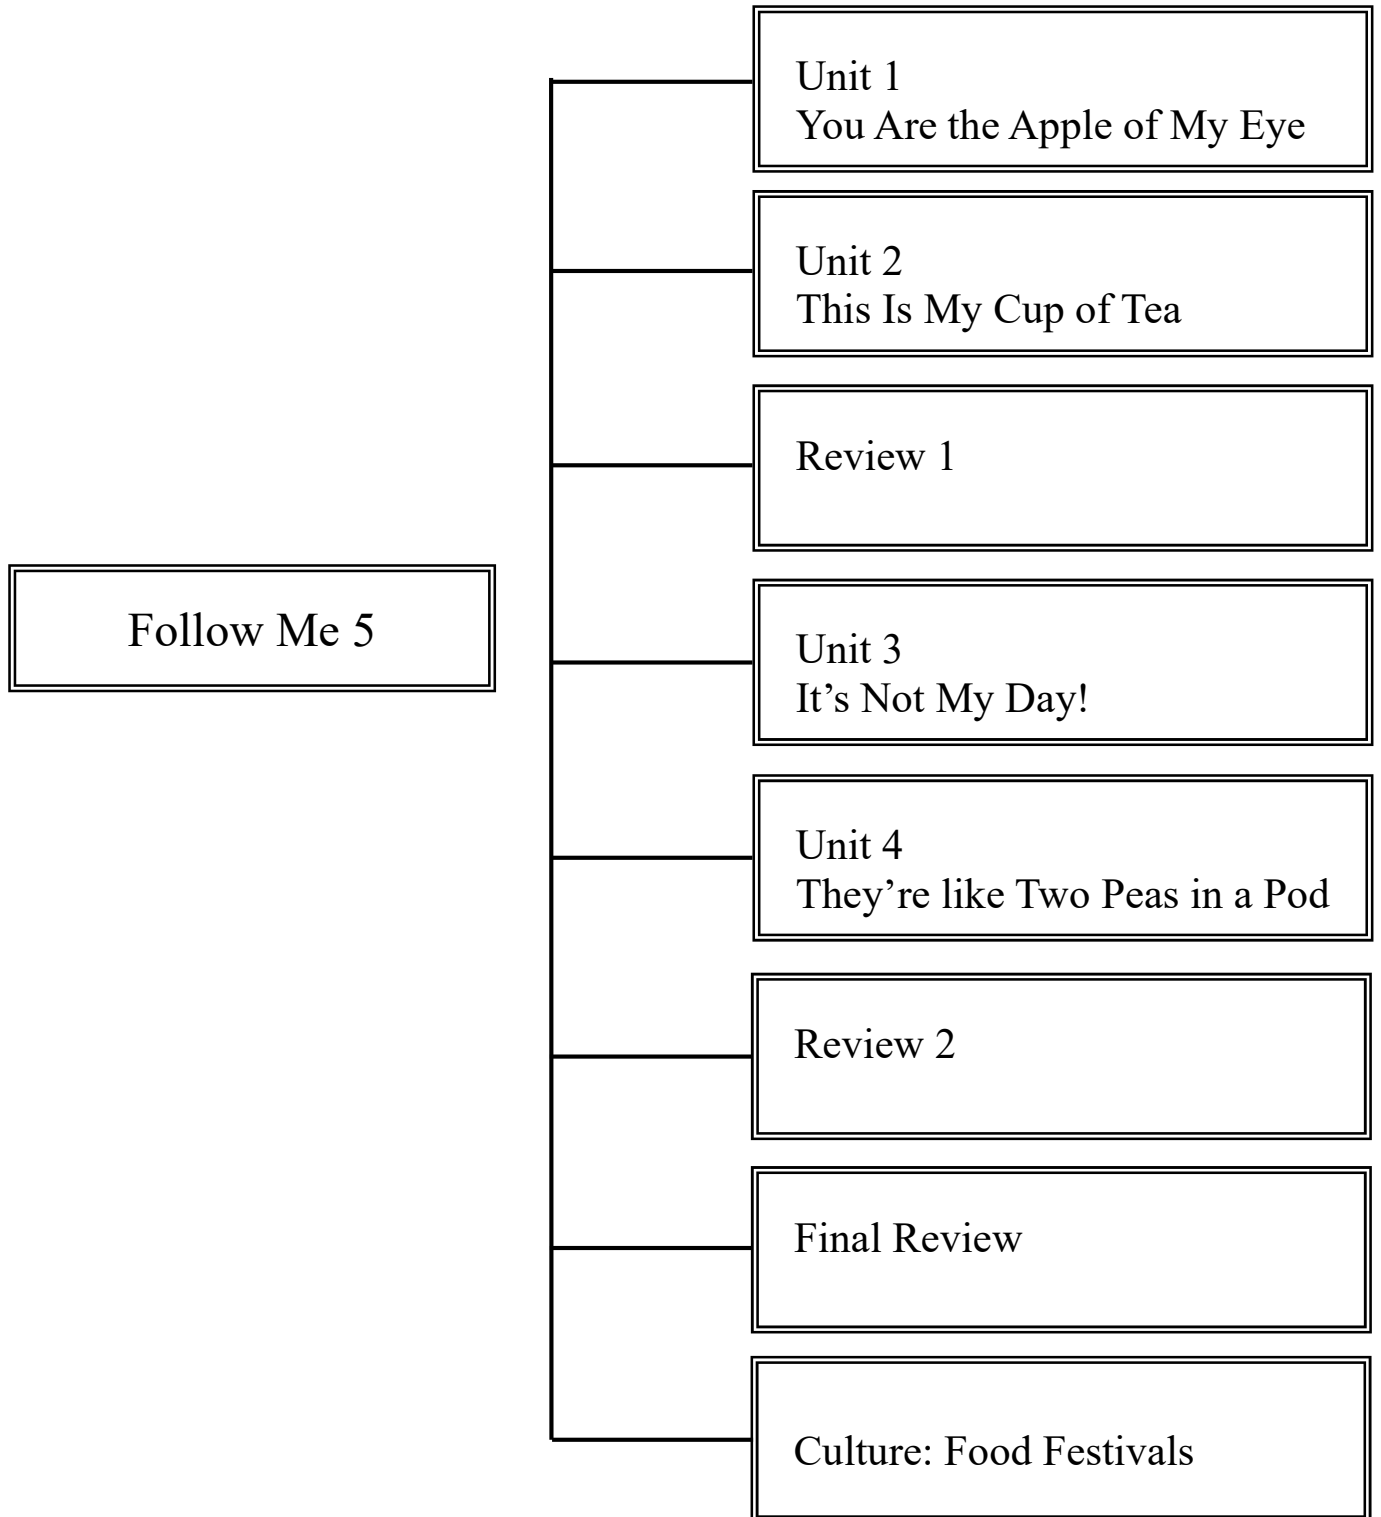 Follow Me 5
Unit 1
You Are the Apple of My Eye
Unit 2
This Is My Cup of Tea
Review 1
Unit 3
It’s Not My Day!
Unit 4
They’re like Two Peas in a Pod
Review 2
Final Review
Culture: Food Festivals